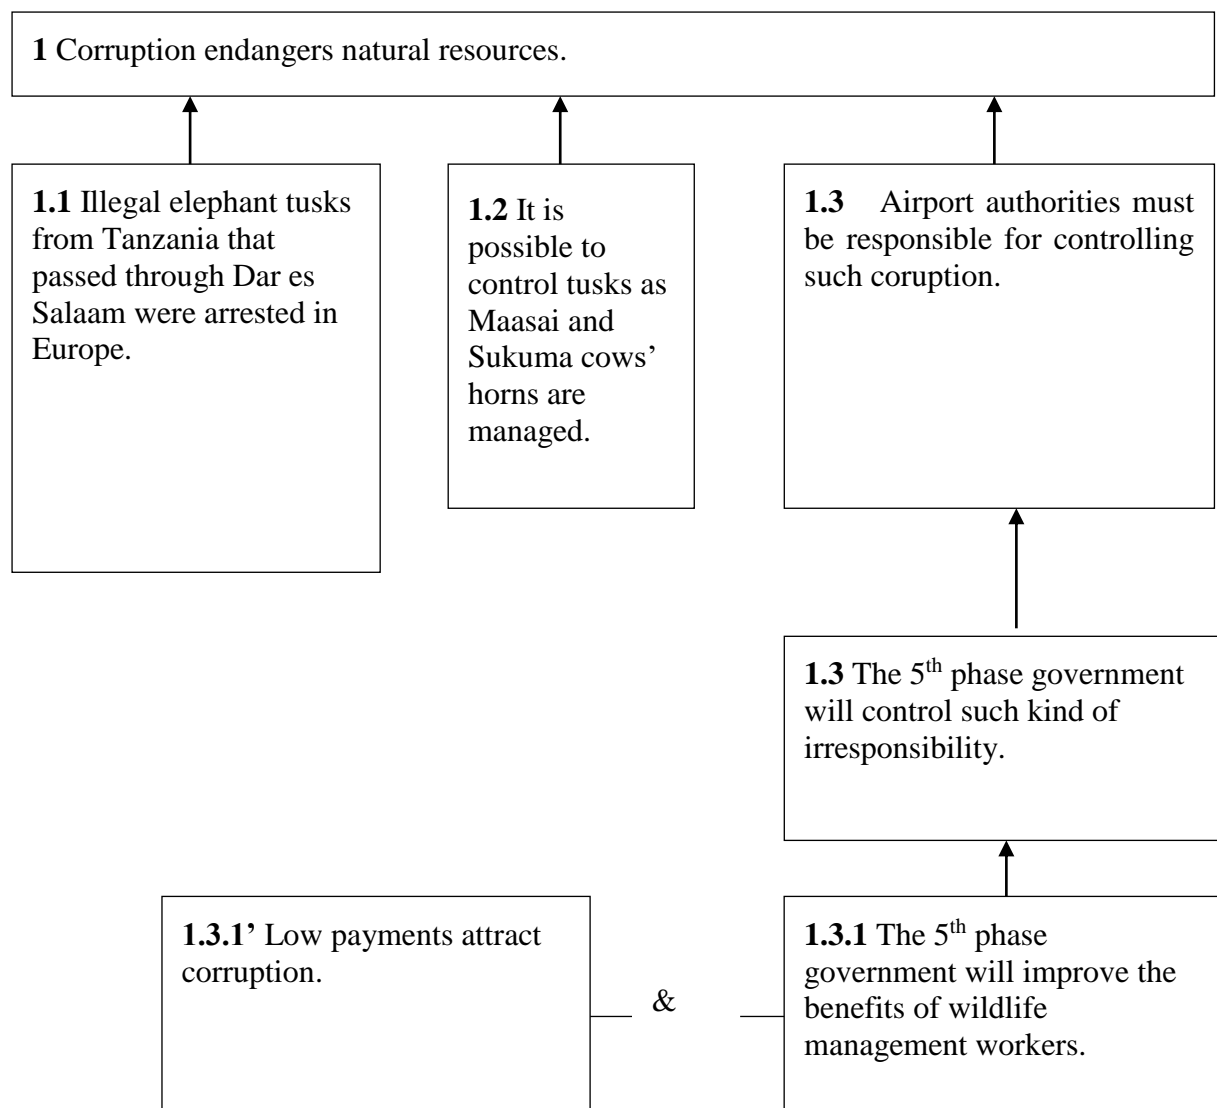 1 Corruption endangers natural resources.
1.1 Illegal elephant tusks
from Tanzania that
passed through Dar es
Salaam were arrested in
Europe.
1.2 It is
possible to
control tusks as
Maasai and
Sukuma cows’
horns are
managed.
1.3 Airport authorities must
be responsible for controlling
such coruption.
1.3 The 5th phase government
will control such kind of
irresponsibility.
1.3.1’ Low payments attract
corruption.
&
1.3.1 The 5th phase
government will improve the
benefits of wildlife
management workers.